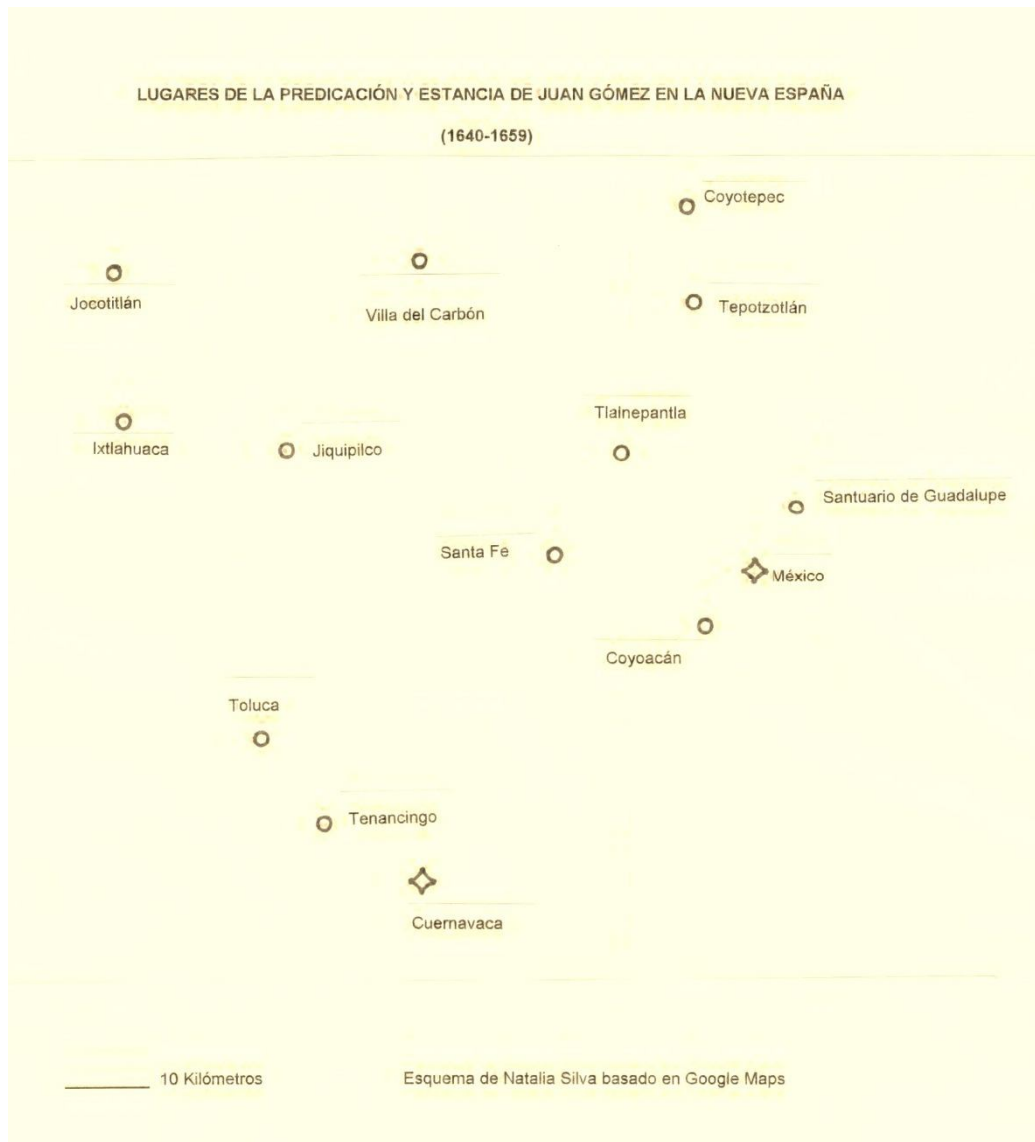 LUGARES DE LA PREDICACIÓN Y ESTANCIA DE JUAN GÓMEZ EN LA NUEVA ESPAÑA
(1640-1659)
Coyotepec
Jocotitlán
Villa del Carbón
Tepotzotlán
Tlalnepantla
Ixtlahuaca
Jiquipilco
Santuario de Guadalupe
Santa Fe
México
Coyoacán
Toluca
Tenancingo
Cuernavaca
10 Kilómetros
Esquema de Natalia Silva basado en Google Maps